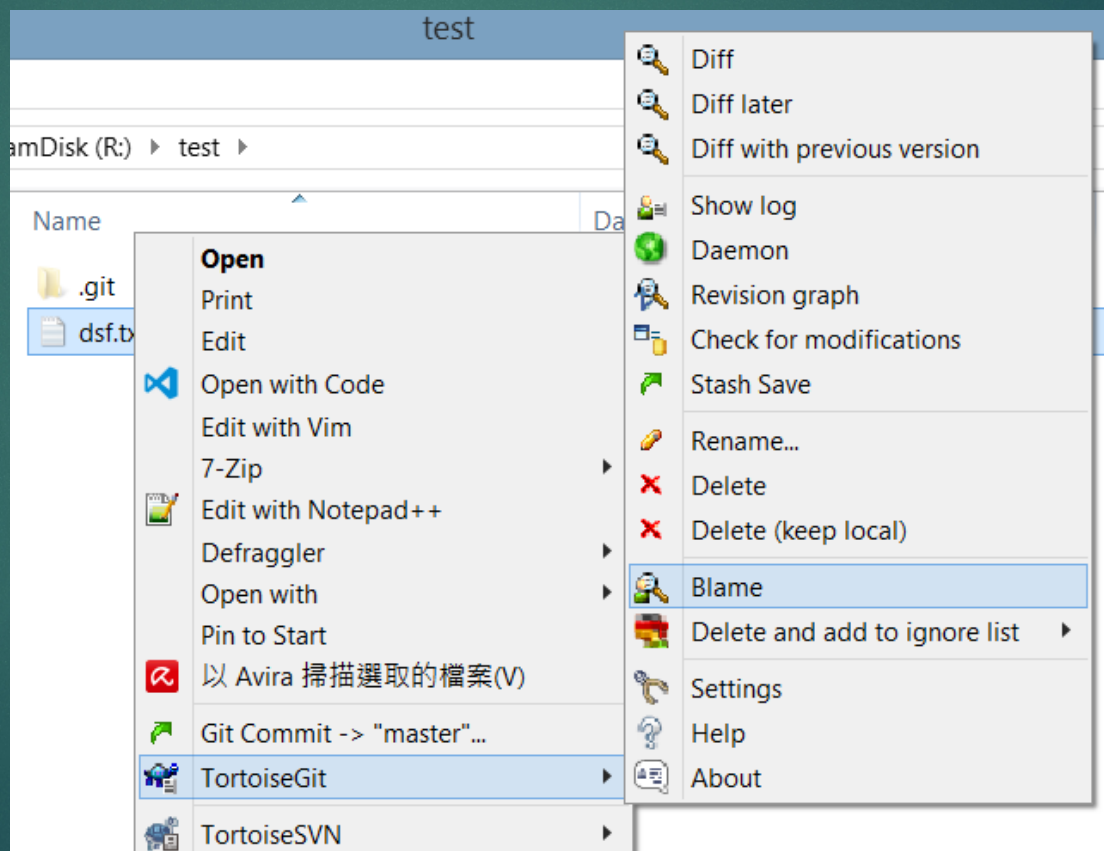 test
amDisk (R:) test
Name
Da
.git
dsf.tx
Open
Print
Edit
Open with Code
Edit with Vim
7-Zip
Edit with Notepad++
Defraggler
Open with
Pin to Start
以 Avira 掃描選取的檔案(V)
Git Commit -> "master"...
TortoiseGit
TortoiseSVN
Diff
Diff later
Diff with previous version
Show log
Daemon
Revision graph
Check for modifications
Stash Save
Rename...
Delete
Delete (keep local)
Blame
Delete and add to ignore list
Settings
Help
About